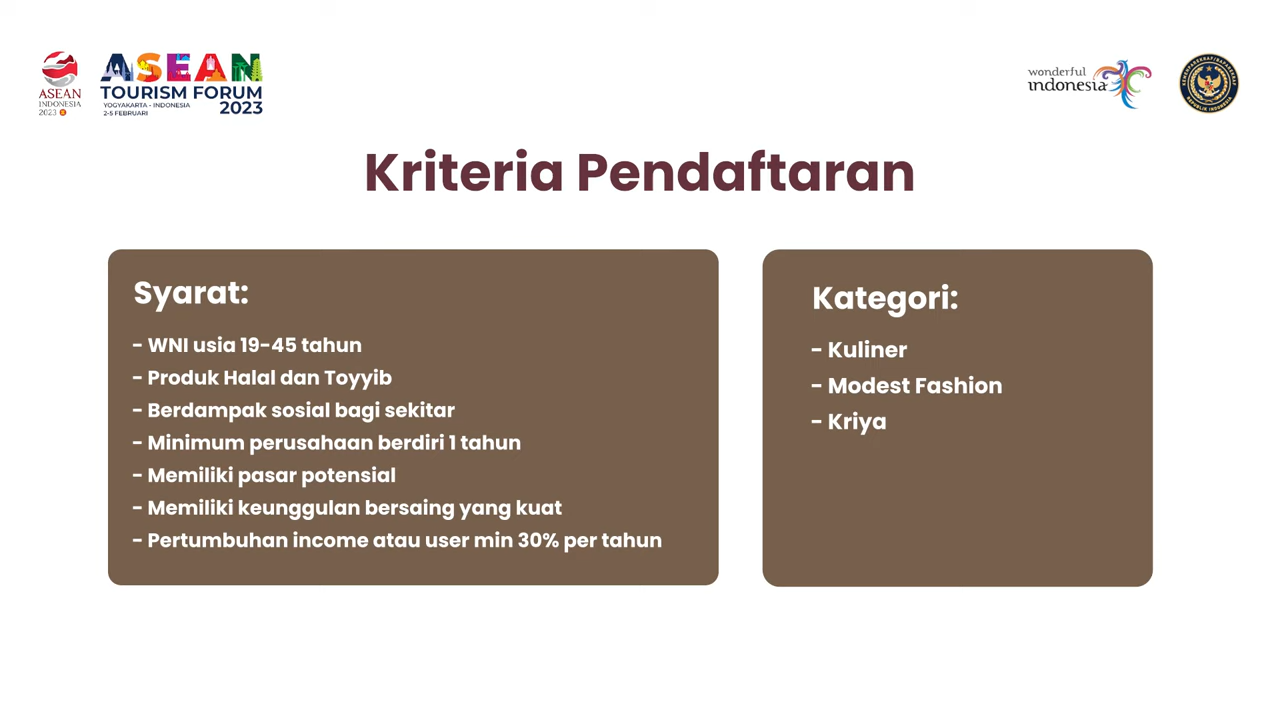 ASEAN
INDONESIA
2023
ASEAN
TOURISM FORUM
YOGYAKARTA - INDONESIA
2023
2-5 FEBRUARI
wonderful
indonesia
Kriteria Pendaftaran
Syarat:
- WNI usia 19-45 tahun
- Produk Halal dan Toyyib
- Berdampak sosial bagi sekitar
- Minimum perusahaan berdiri 1 tahun
- Memiliki pasar potensial
- Memiliki keunggulan bersaing yang kuat
- Pertumbuhan income atau user min 30% per tahun
Kategori:
- Kuliner
- Modest Fashion
- Kriya